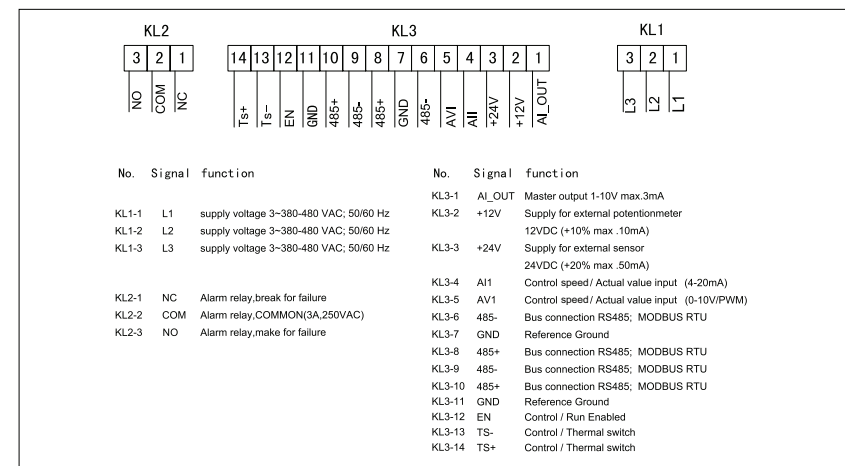 KL2
KL3
KL1
3 2 1
14 13 12 11 10 9 8 7 6 5 4 3 2 1
3 2 1
NO COM NC
Ts+ Ts- EN GND 485+ 485- 485+ GND 485- AVI AII +24V +12V AI_OUT
L3 L2 L1
No. Signal function
KL1-1 L1 supply voltage 3~380-480 VAC; 50/60 Hz
KL1-2 L2 supply voltage 3~380-480 VAC; 50/60 Hz
KL1-3 L3 supply voltage 3~380-480 VAC; 50/60 Hz
KL2-1 NC Alarm relay,break for failure
KL2-2 COM Alarm relay,COMMON(3A,250VAC)
KL2-3 NO Alarm relay,make for failure
No. Signal function
KL3-1 AI_OUT Master output 1-10V max.3mA
KL3-2 +12V Supply for external potentionmeter
12VDC (+10% max .10mA)
KL3-3 +24V Supply for external sensor
24VDC (+20% max .50mA)
KL3-4 AI1 Control speed/ Actual value input (4-20mA)
KL3-5 AV1 Control speed/ Actual value input (0-10V/PWM)
KL3-6 485- Bus connection RS485; MODBUS RTU
KL3-7 GND Reference Ground
KL3-8 485+ Bus connection RS485; MODBUS RTU
KL3-9 485- Bus connection RS485; MODBUS RTU
KL3-10 485+ Bus connection RS485; MODBUS RTU
KL3-11 GND Reference Ground
KL3-12 EN Control / Run Enabled
KL3-13 TS- Control / Thermal switch
KL3-14 TS+ Control / Thermal switch